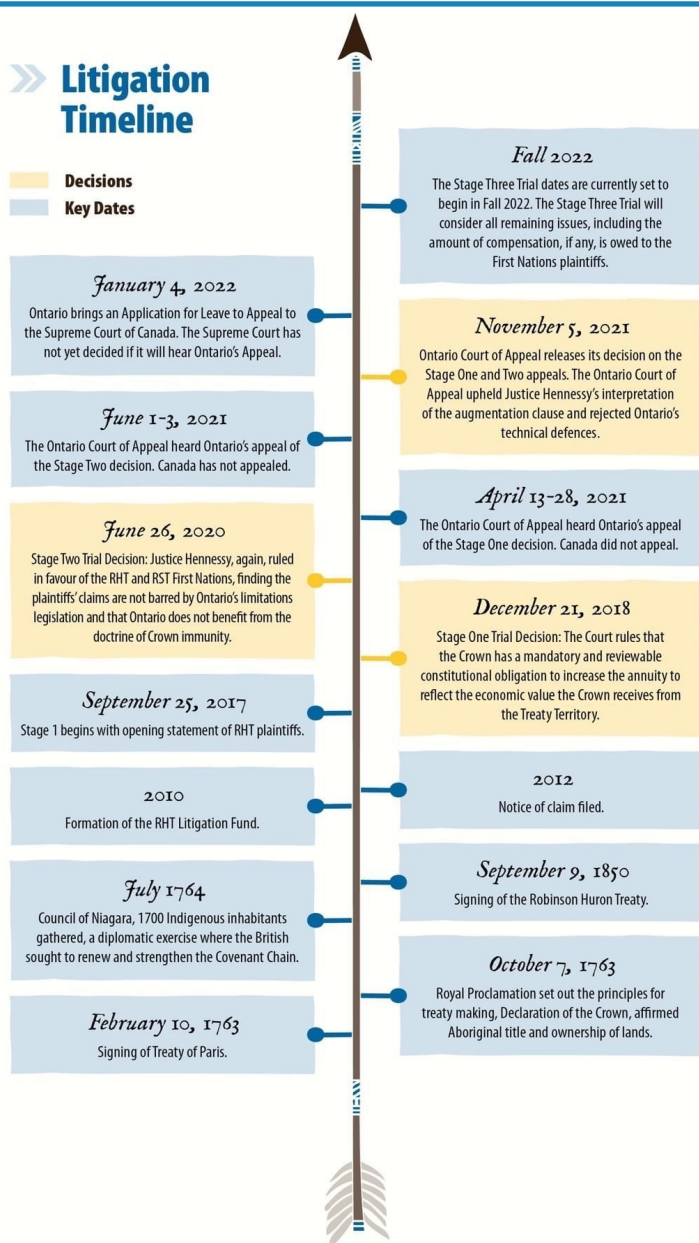 Litigation
Timeline
Decisions
Key Dates
Fall 2022
The Stage Three Trial dates are currently set to
begin in Fall 2022. The Stage Three Trial will
consider all remaining issues, including the
amount of compensation, if any, is owed to the
First Nations plaintiffs.
January 4, 2022
Ontario brings an Application for Leave to Appeal to
the Supreme Court of Canada. The Supreme Court has
not yet decided if it will hear Ontario's Appeal.
November 5, 2021
Ontario Court of Appeal releases its decision on the
Stage One and Two appeals. The Ontario Court of
Appeal upheld Justice Hennessy's interpretation
of the augmentation clause and rejected Ontario's
technical defences.
June 1-3, 2021
The Ontario Court of Appeal heard Ontario's appeal of
the Stage Two decision. Canada has not appealed.
April 13-28, 2021
The Ontario Court of Appeal heard Ontario's appeal
of the Stage One decision. Canada did not appeal.
June 26, 2020
Stage Two Trial Decision: Justice Hennessy, again, ruled
in favour of the RHT and RST First Nations, finding the
plaintiffs' claims are not barred by Ontario's limitations
legislation and that Ontario does not benefit from the
doctrine of Crown immunity.
December 21, 2018
Stage One Trial Decision: The Court rules that
the Crown has a mandatory and reviewable
constitutional obligation to increase the annuity to
reflect the economic value the Crown receives from
the Treaty Territory.
September 25, 2017
Stage 1 begins with opening statement of RHT plaintiffs.
2012
Notice of claim filed.
2010
Formation of the RHT Litigation Fund.
September 9, 1850
Signing of the Robinson Huron Treaty.
July 1764
Council of Niagara, 1700 Indigenous inhabitants
gathered, a diplomatic exercise where the British
sought to renew and strengthen the Covenant Chain.
October 7, 1763
Royal Proclamation set out the principles for
treaty making, Declaration of the Crown, affirmed
Aboriginal title and ownership of lands.
February 10, 1763
Signing of Treaty of Paris.